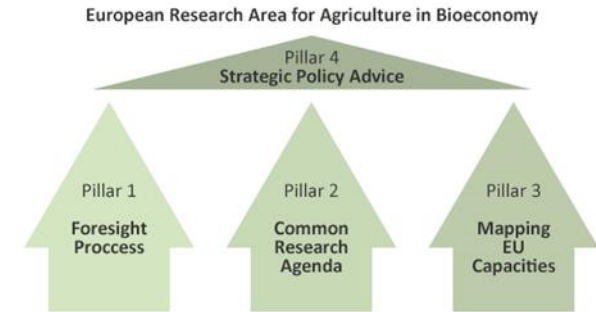 European Research Area for Agriculture in Bioeconomy
Pillar 4
Strategic Policy Advice
Pillar 1
Foresight
Proccess
Pillar 2
Common
Research
Agenda
Pillar 3
Mapping
EU
Capacities